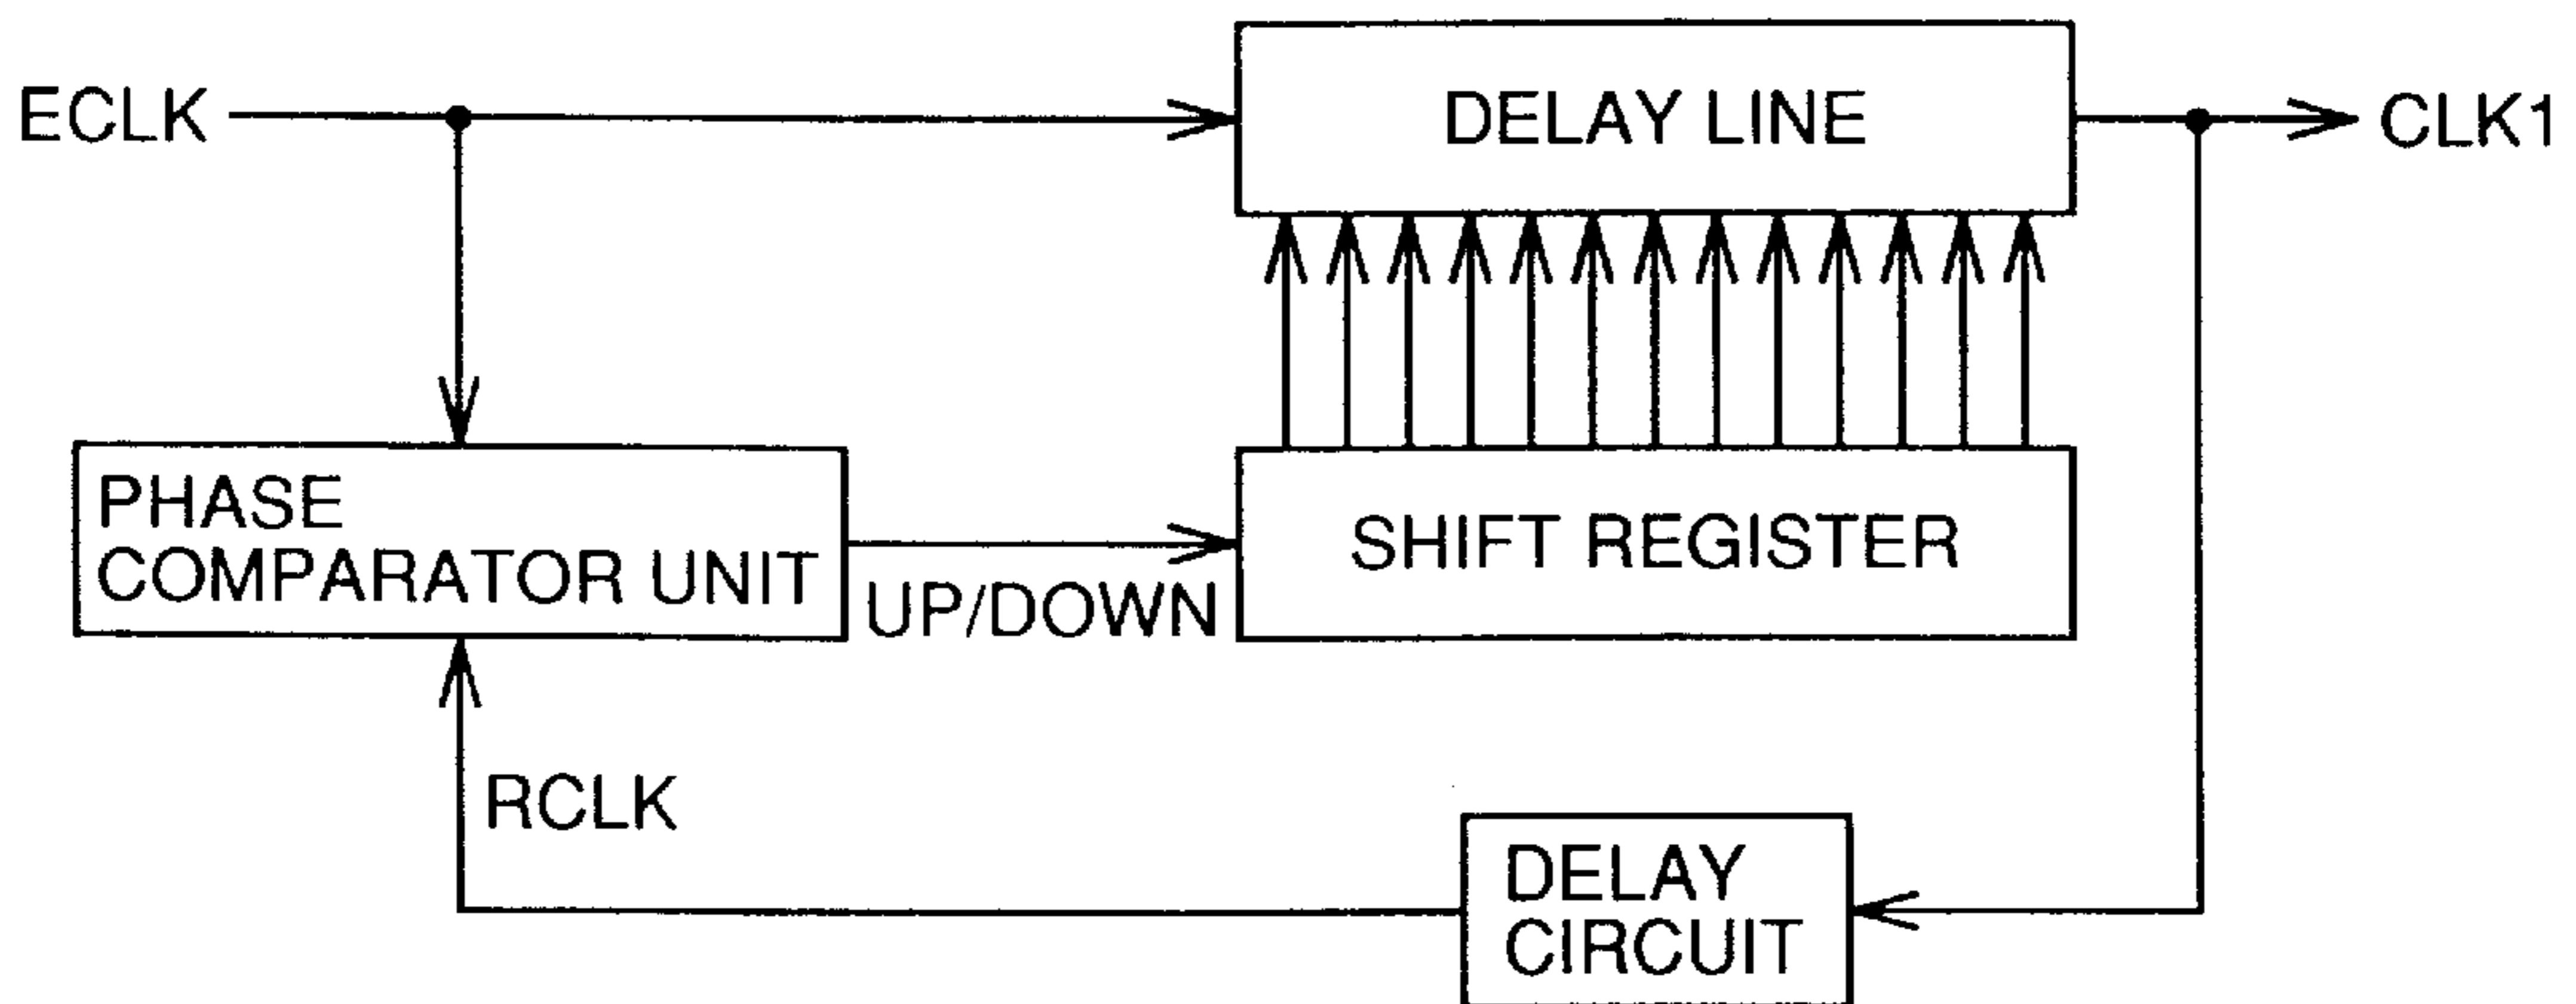 ECLK
DELAY LINE
CLK1
PHASE
COMPARATOR UNIT
UP/DOWN
SHIFT REGISTER
RCLK
DELAY
CIRCUIT